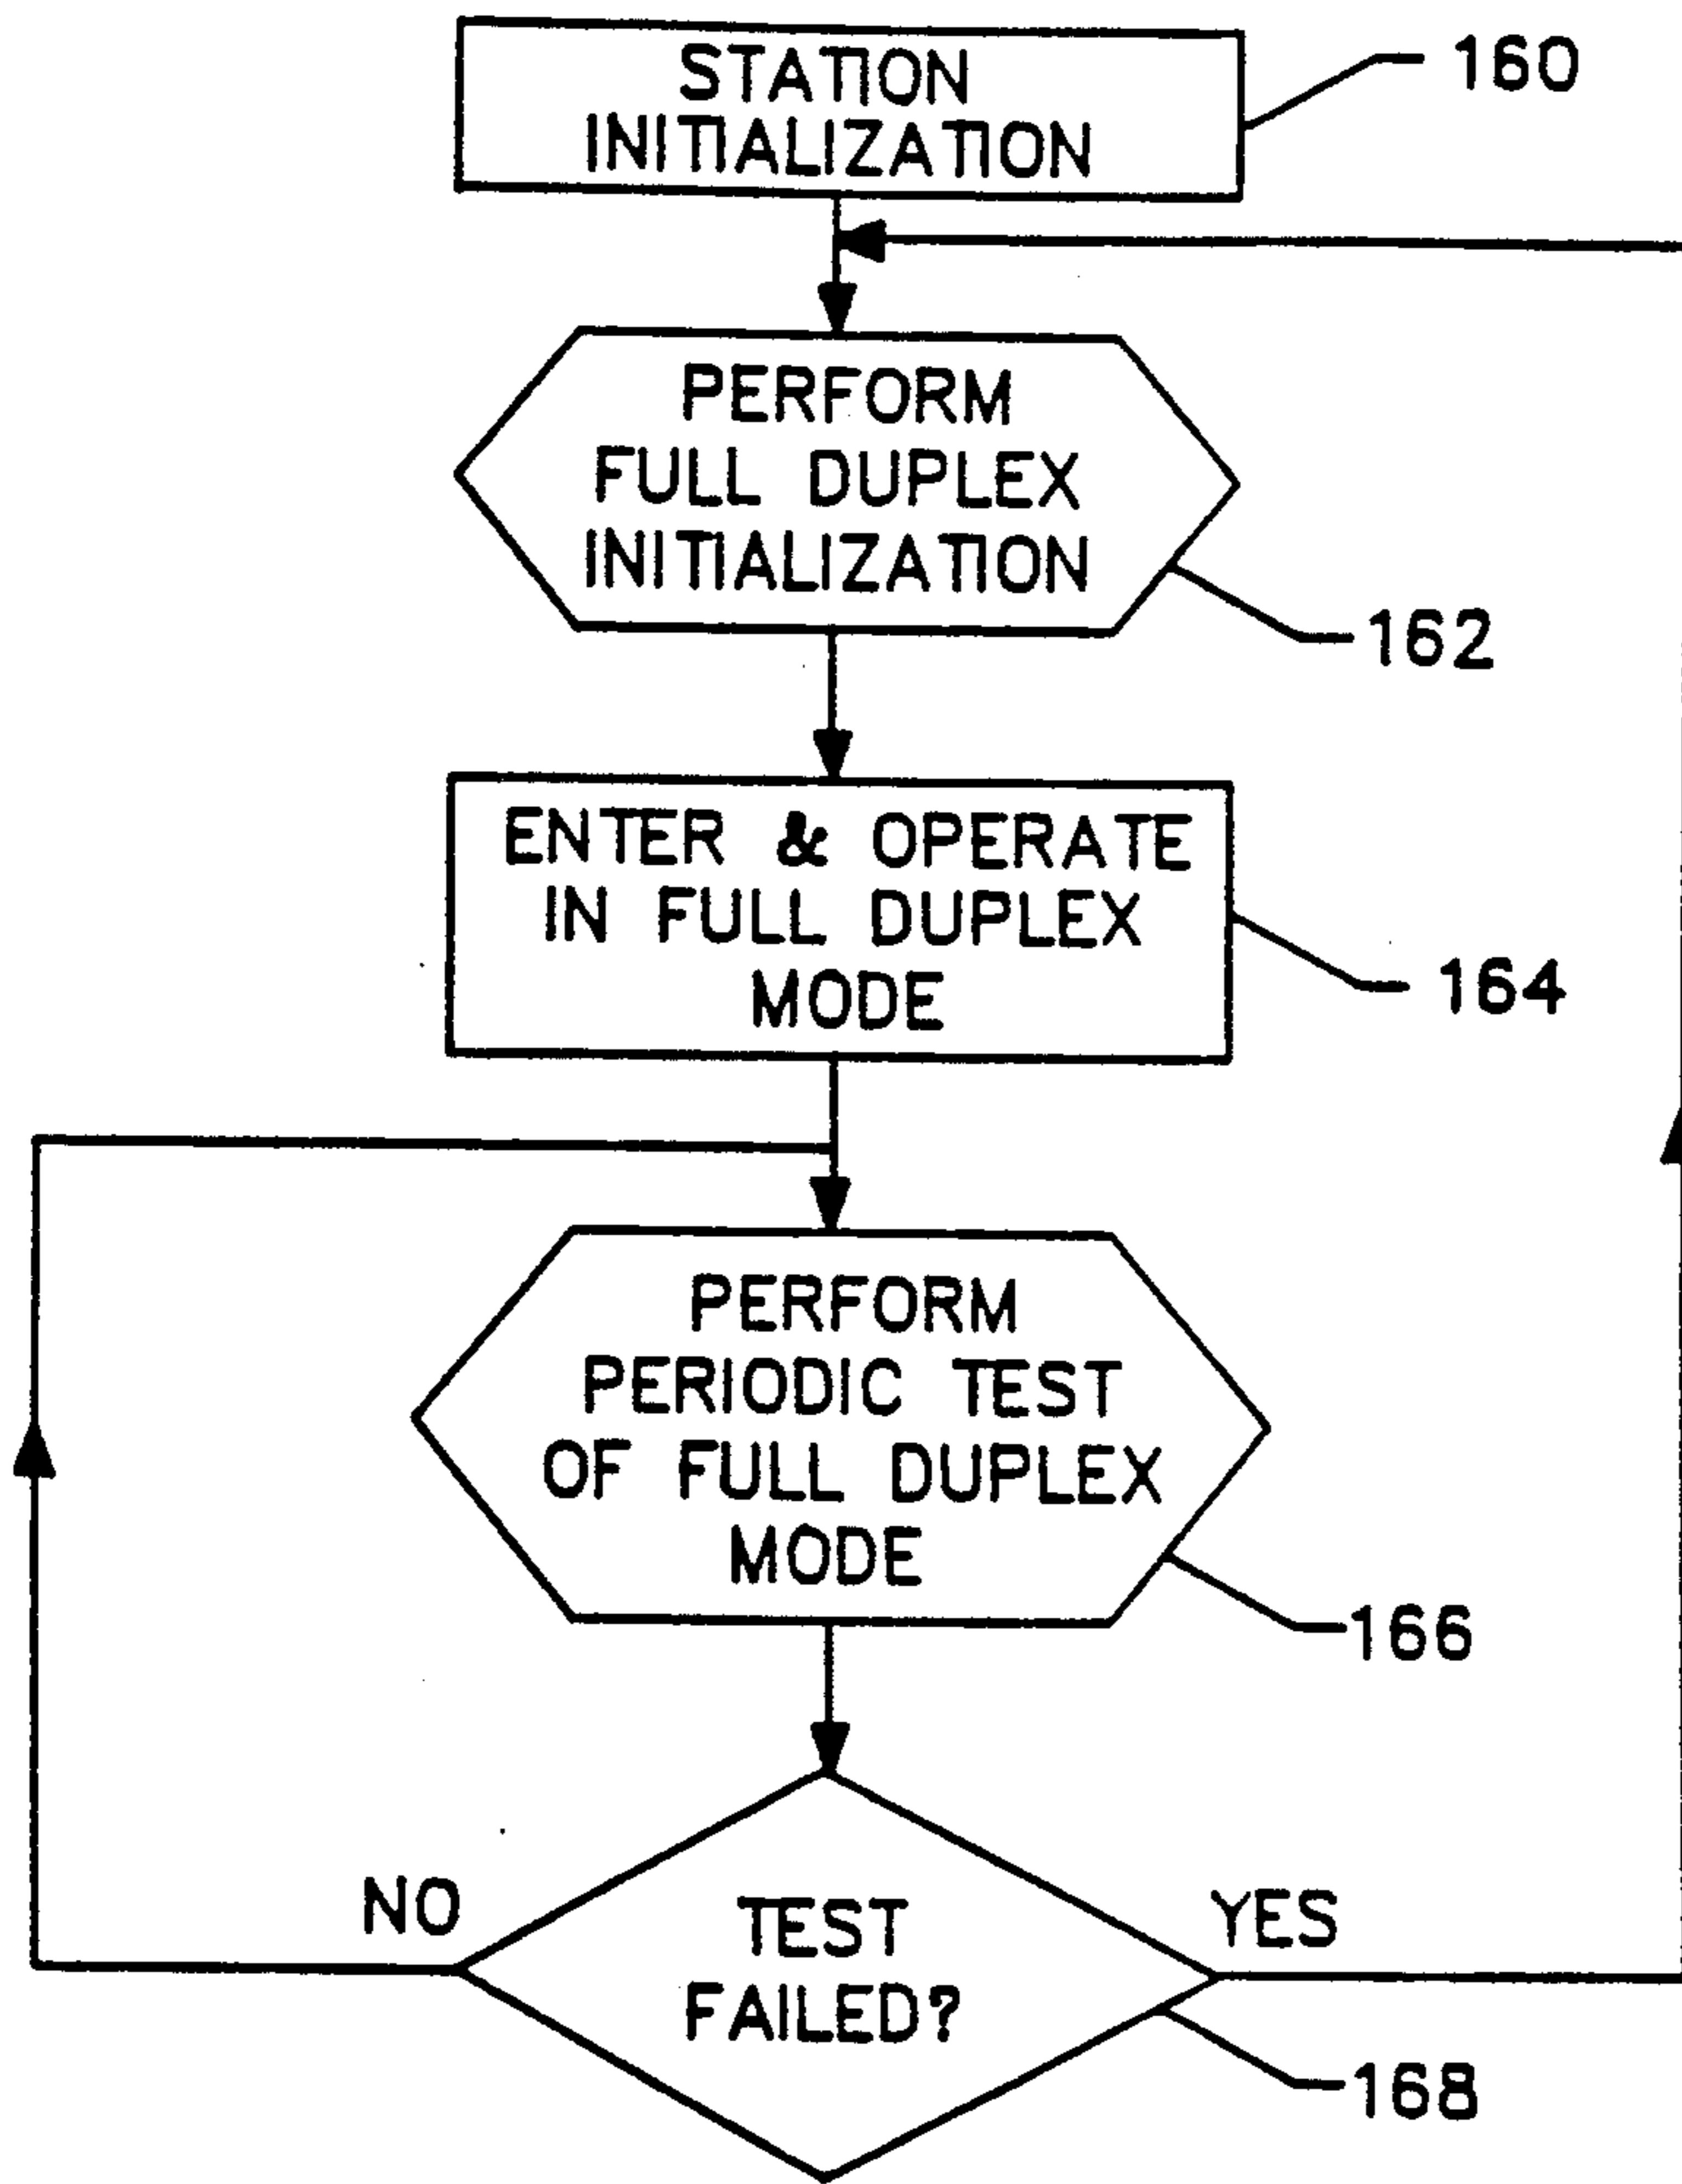 STATION
INITIALIZATION
160
PERFORM
FULL DUPLEX
INITIALIZATION
162
ENTER & OPERATE
IN FULL DUPLEX
MODE
164
PERFORM
PERIODIC TEST
OF FULL DUPLEX
MODE
166
NO
TEST
FAILED?
YES
168